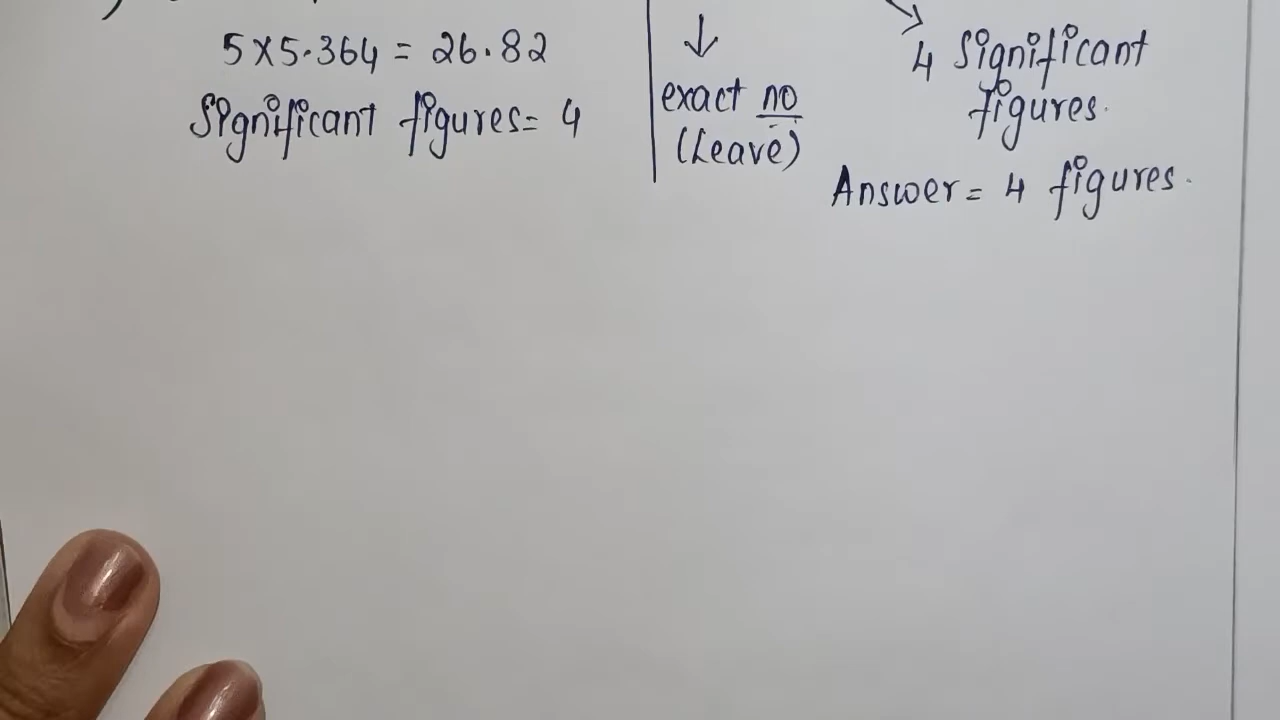 5×5.364 = 26.82
Significant figures= 4
exact no
(Leave)
4 Significant
figures.
Answer= 4 figures.